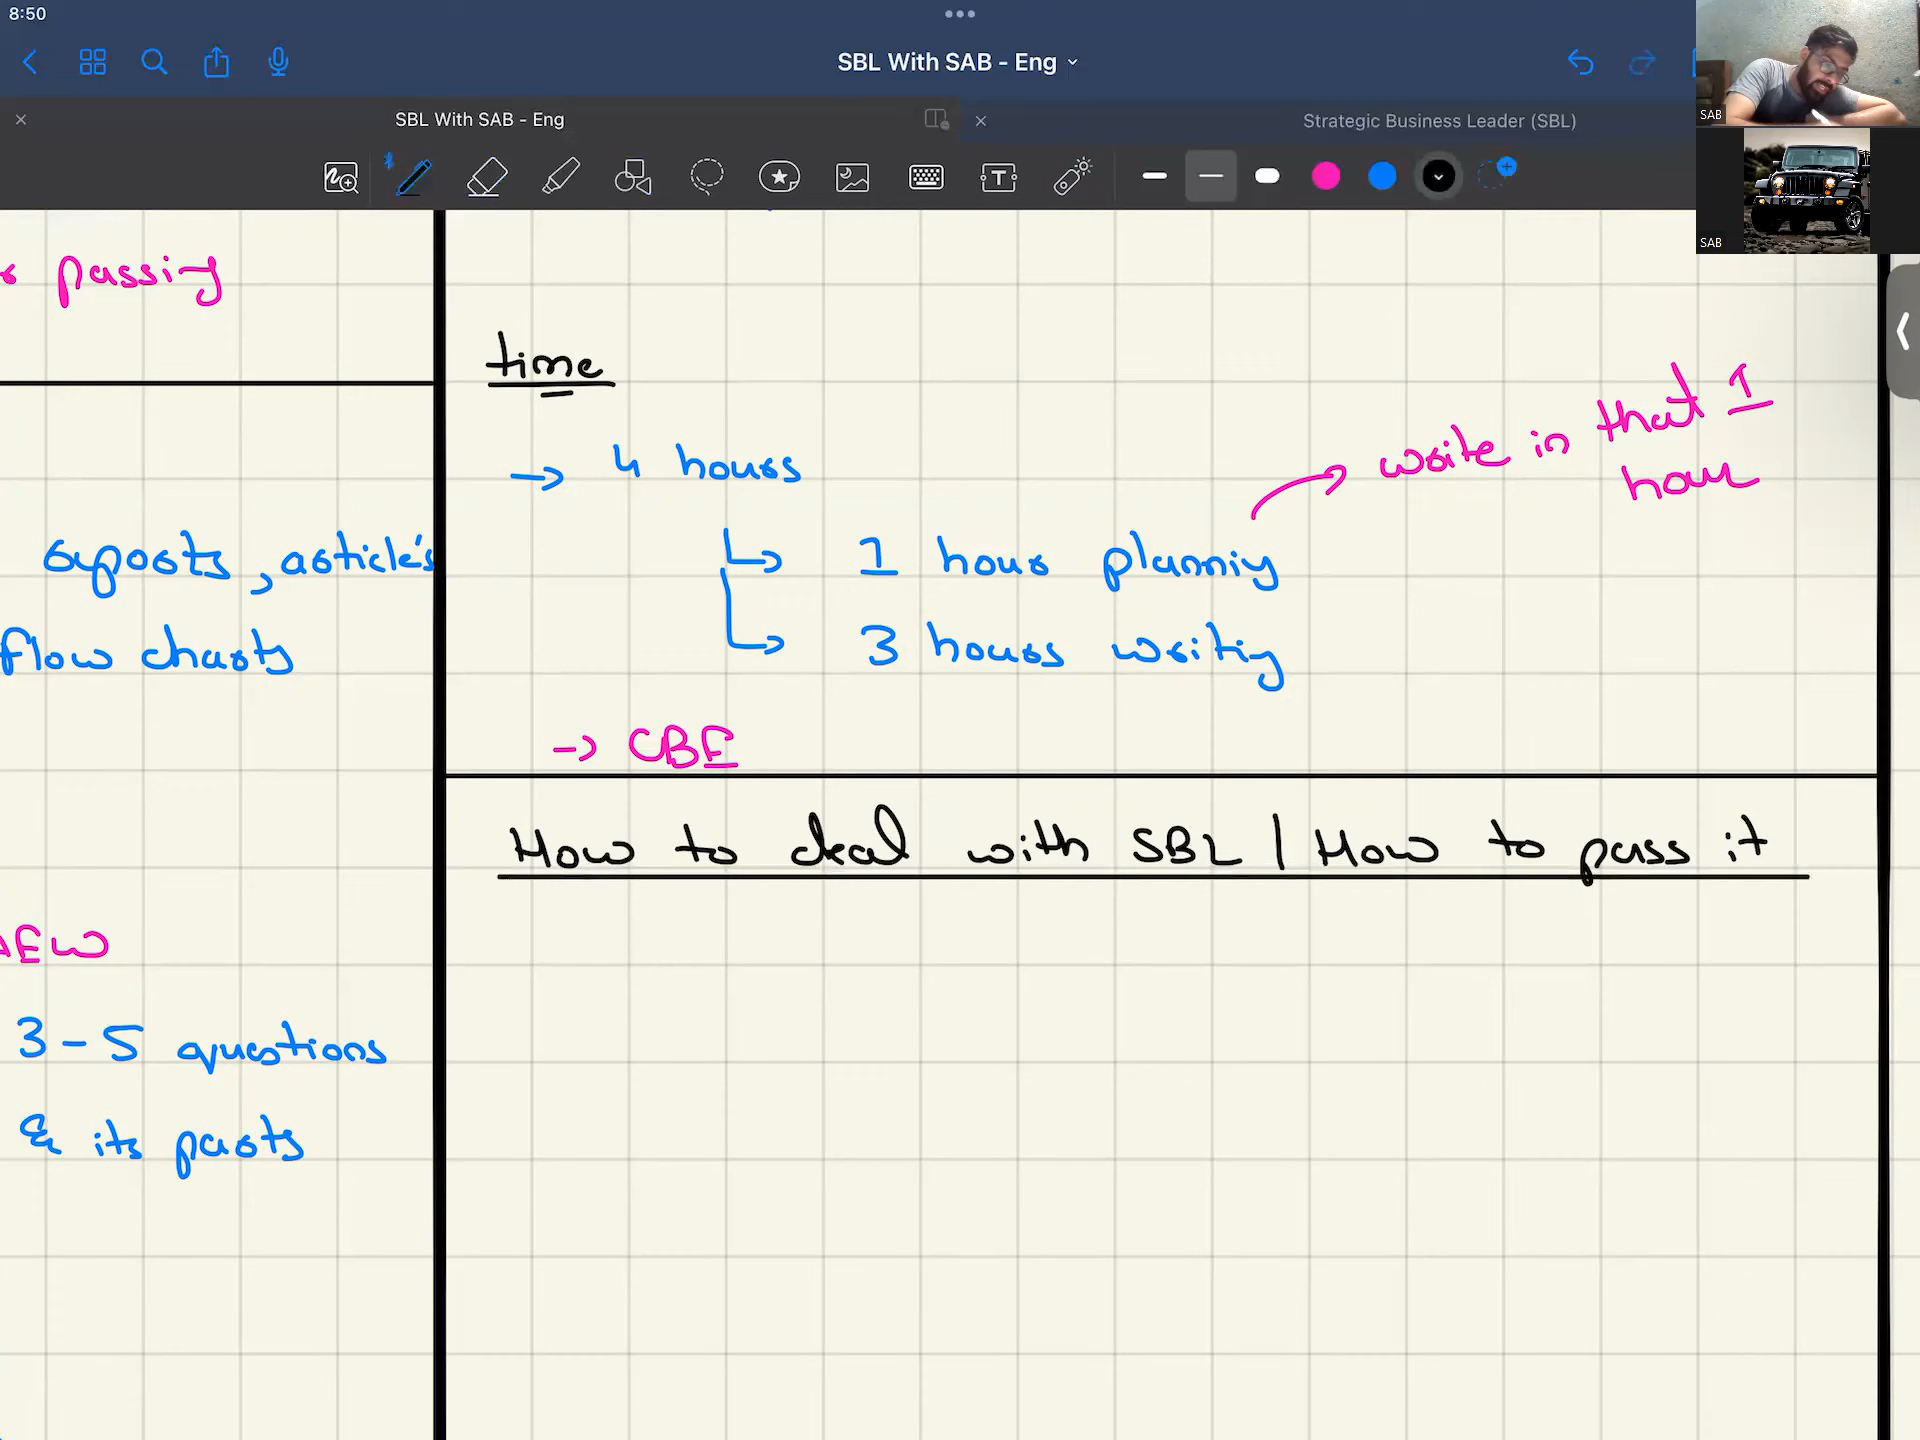 8:50
SBL With SAB - Eng
SBL With SAB - Eng
Strategic Business Leader (SBL)
SAB
SAB
passing
time
→ 4 hours
1 hour planning
3 hours writing
write in that 1
hour
→ CBE
reports, article's
flow charts
3-5 questions
& its parts
How to deal with SBL / How to pass it